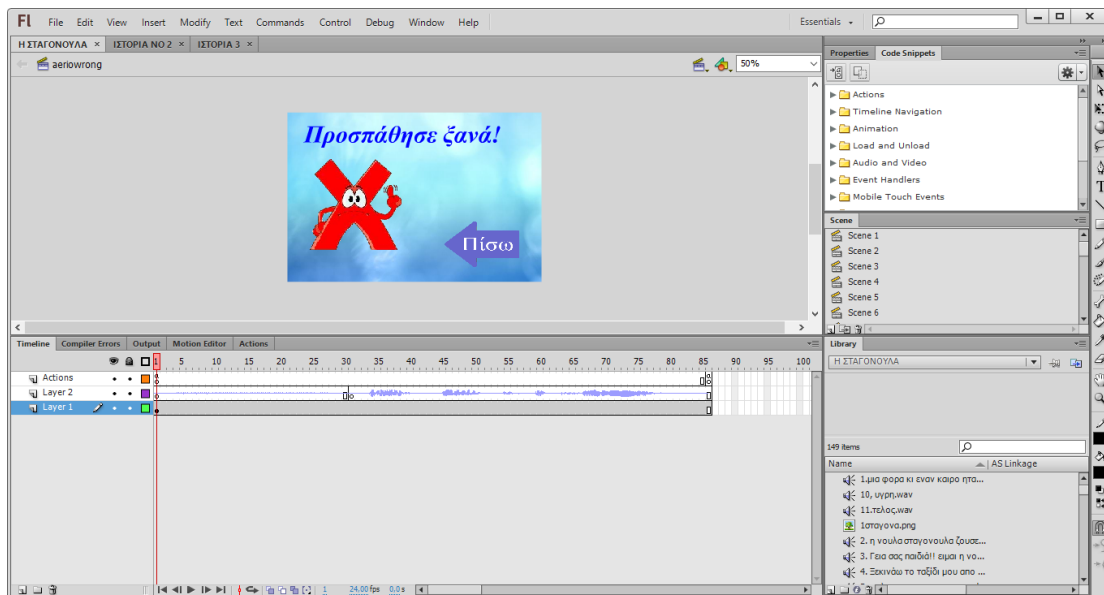 Fl File Edit View Insert Modify Text Commands Control Debug Window Help Essentials
Η ΣΤΑΓΟΝΟΥΛΑ × ΙΣΤΟΡΙΑ ΝΟ 2 × ΙΣΤΟΡΙΑ 3 ×
aeriowrong 50%
Προσπάθησε ξανά!
Πίσω
Properties Code Snippets
Actions
Timeline Navigation
Animation
Load and Unload
Audio and Video
Event Handlers
Mobile Touch Events
Scene
Scene 1
Scene 2
Scene 3
Scene 4
Scene 5
Scene 6
Timeline Compiler Errors Output Motion Editor Actions
1 5 10 15 20 25 30 35 40 45 50 55 60 65 70 75 80 85 90 95 100
Actions
Layer 2
Layer 1
1 24.00 fps 0.0 s
Library
Η ΣΤΑΓΟΝΟΥΛΑ
149 items
Name AS Linkage
1.μια φορα κι εναν καιρο ητα...
10, υγρη.wav
11.τελος.wav
1σταγονα.png
2. η νουλα σταγονουλα ζουσε...
3. Γεια σας παιδιά!! ειμαι η νο...
4. Ξεκινάω το ταξίδι μου απο ...